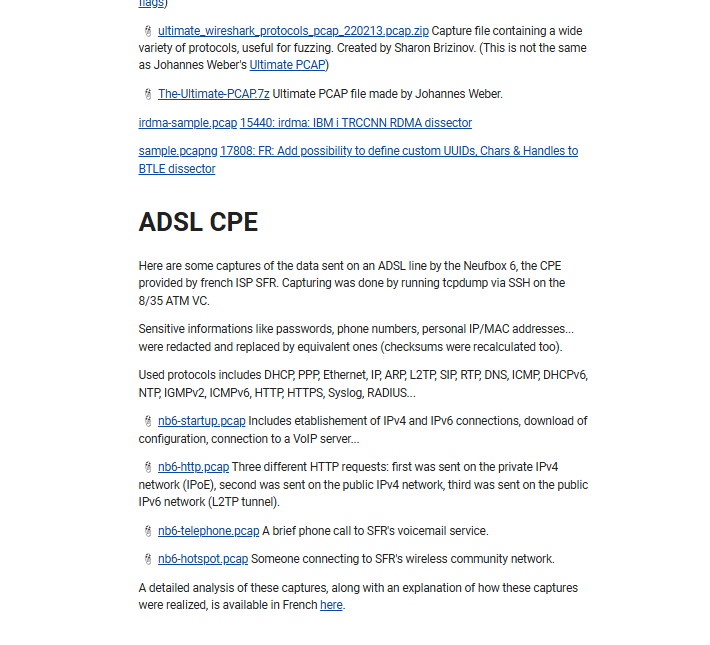 flags)
ultimate_wireshark_protocols_pcap_220213.pcap.zip Capture file containing a wide
variety of protocols, useful for fuzzing. Created by Sharon Brizinov. (This is not the same
as Johannes Weber's Ultimate PCAP)
The-Ultimate-PCAP.7z Ultimate PCAP file made by Johannes Weber.
irdma-sample.pcap 15440: irdma: IBM i TRCCNN RDMA dissector
sample.pcapng 17808: FR: Add possibility to define custom UUIDs, Chars & Handles to
BTLE dissector
ADSL CPE
Here are some captures of the data sent on an ADSL line by the Neufbox 6, the CPE
provided by french ISP SFR. Capturing was done by running tcpdump via SSH on the
8/35 ATM VC.
Sensitive informations like passwords, phone numbers, personal IP/MAC addresses...
were redacted and replaced by equivalent ones (checksums were recalculated too).
Used protocols includes DHCP, PPP, Ethernet, IP, ARP, L2TP, SIP, RTP, DNS, ICMP, DHCPv6,
NTP, IGMPv2, ICMPv6, HTTP, HTTPS, Syslog, RADIUS...
nb6-startup.pcap Includes etablishement of IPv4 and IPv6 connections, download of
configuration, connection to a VoIP server...
nb6-http.pcap Three different HTTP requests: first was sent on the private IPv4
network (IPoE), second was sent on the public IPv4 network, third was sent on the public
IPv6 network (L2TP tunnel).
nb6-telephone.pcap A brief phone call to SFR's voicemail service.
nb6-hotspot.pcap Someone connecting to SFR's wireless community network.
A detailed analysis of these captures, along with an explanation of how these captures
were realized, is available in French here.